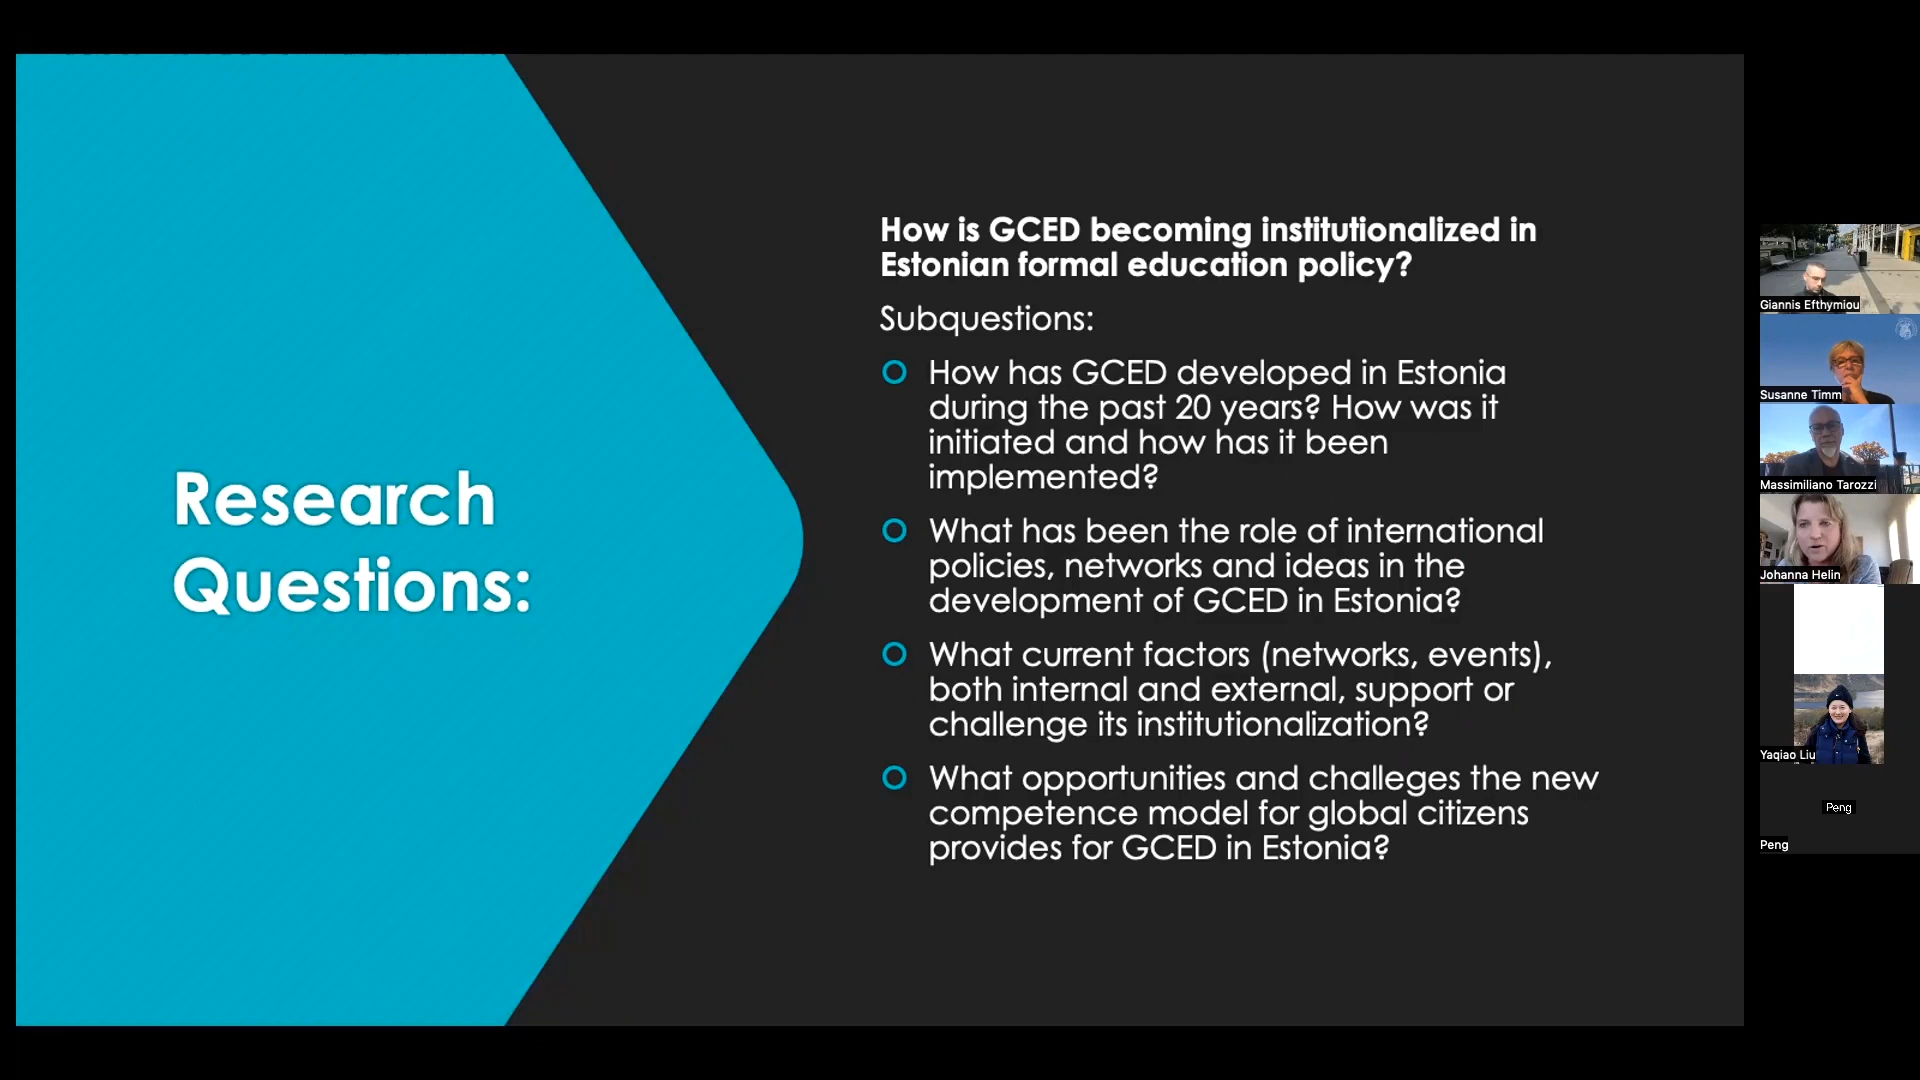 Research
Questions:
How is GCED becoming institutionalized in
Estonian formal education policy?
Subquestions:
How has GCED developed in Estonia
during the past 20 years? How was it
initiated and how has it been
implemented?
What has been the role of international
policies, networks and ideas in the
development of GCED in Estonia?
What current factors (networks, events),
both internal and external, support or
challenge its institutionalization?
What opportunities and challeges the new
competence model for global citizens
provides for GCED in Estonia?
Giannis Efthymiou
Susanne Timm
Massimiliano Tarozzi
Johanna Helin
Yaqiao Liu
Peng
Peng